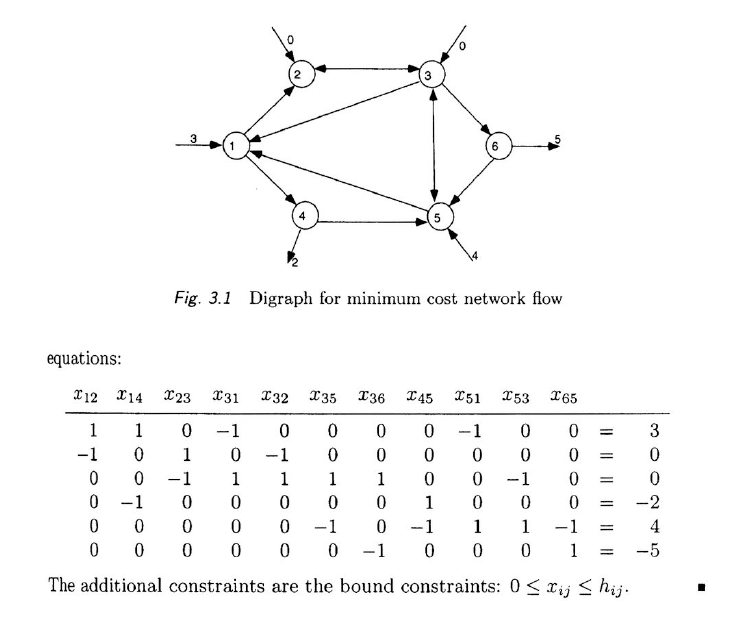 0
0
2
3
3
1
6
5
4
5
2
4
Fig. 3.1 Digraph for minimum cost network flow
equations:
x12 x14 x23 x31 x32 x35 x36 x45 x51 x53 x65
1 1 0 −1 0 0 0 0 −1 0 0 = 3
−1 0 1 0 −1 0 0 0 0 0 0 = 0
0 0 −1 1 1 1 1 0 0 −1 0 = 0
0 −1 0 0 0 0 0 1 0 0 0 = −2
0 0 0 0 0 −1 0 −1 1 1 −1 = 4
0 0 0 0 0 0 −1 0 0 0 1 = −5
The additional constraints are the bound constraints: 0 ≤ xij ≤ hij. ■